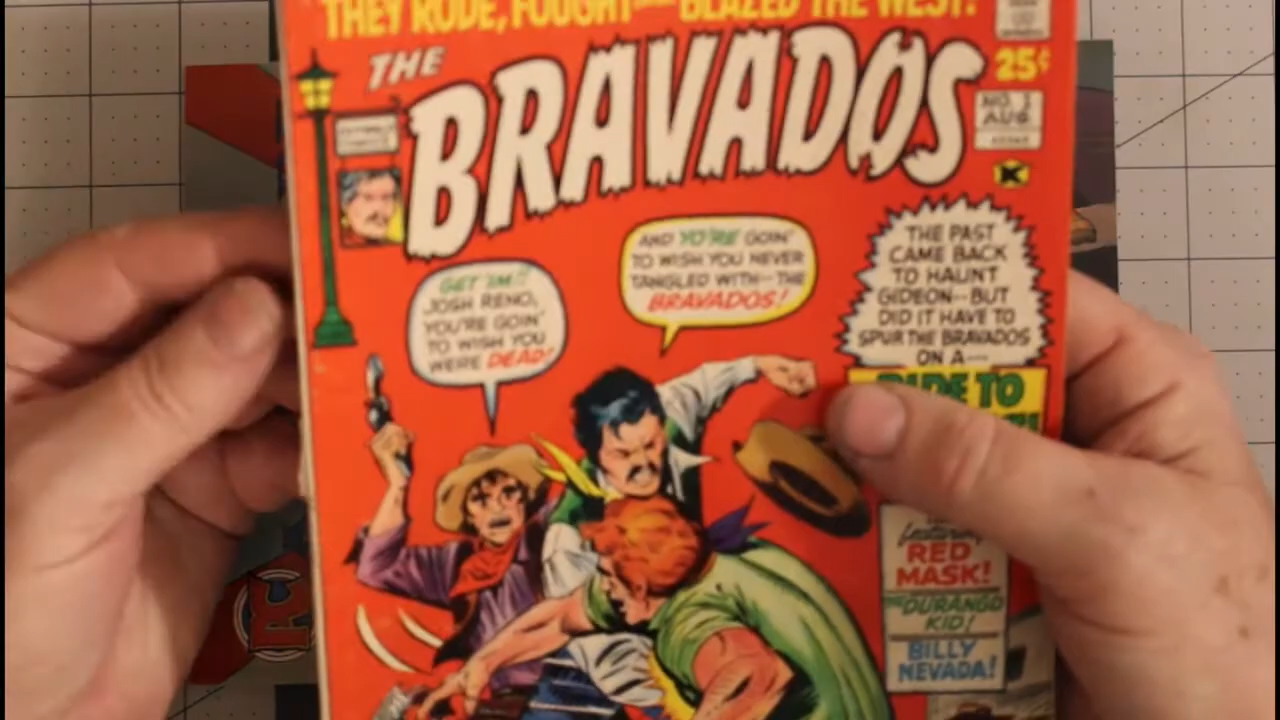 THEY RODE, FOUGHT--BLAZED THE WEST!
THE
BRAVADOS
25¢
NO. 1
AUG.
K
THE PAST
CAME BACK
TO HAUNT
GIDEON--BUT
DID IT HAVE TO
SPUR THE BRAVADOS
ON A--
RIDE TO
AND YO'RE GOIN'
TO WISH YOU NEVER
TANGLED WITH--THE
BRAVADOS!
GET 'IM!!
JOSH RENO,
YOU'RE GOIN'
TO WISH YOU
WERE DEAD!
RED
MASK!
THE DURANGO
KID!
BILLY
NEVADA!